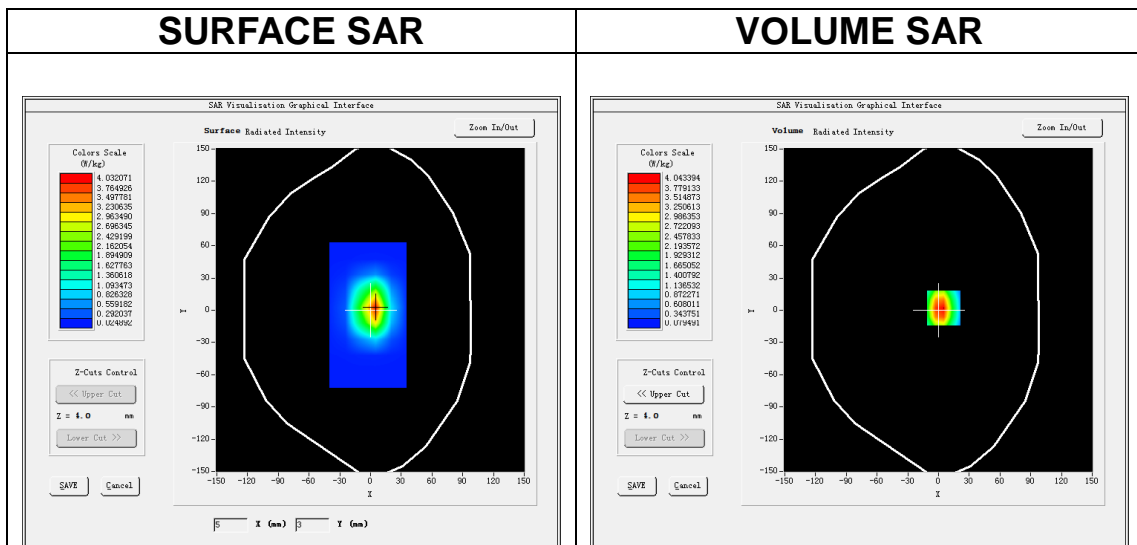 SURFACE SAR
VOLUME SAR
SAR Visualisation Graphical Interface
Surface Radiated Intensity
Zoom In/Out
Colors Scale
(W/kg)
4.032071
3.764926
3.497781
3.230635
2.963490
2.696345
2.429199
2.162054
1.894909
1.627763
1.360618
1.093473
0.826328
0.559182
0.292037
0.024892
150
120
90
60
30
0
-30
-60
-90
-120
-150
Y
-150 -120 -90 -60 -30 0 30 60 90 120 150
X
Z-Cuts Control
<< Upper Cut
Z = 4.0 mm
Lower Cut >>
SAVE Cancel
5 X (mm) 3 Y (mm)
SAR Visualisation Graphical Interface
Volume Radiated Intensity
Zoom In/Out
Colors Scale
(W/kg)
4.043394
3.779133
3.514873
3.250613
2.986353
2.722093
2.457833
2.193572
1.929312
1.665052
1.400792
1.136532
0.872271
0.608011
0.343751
0.079491
150
120
90
60
30
0
-30
-60
-90
-120
-150
Y
-150 -120 -90 -60 -30 0 30 60 90 120 150
X
Z-Cuts Control
<< Upper Cut
Z = 4.0 mm
Lower Cut >>
SAVE Cancel